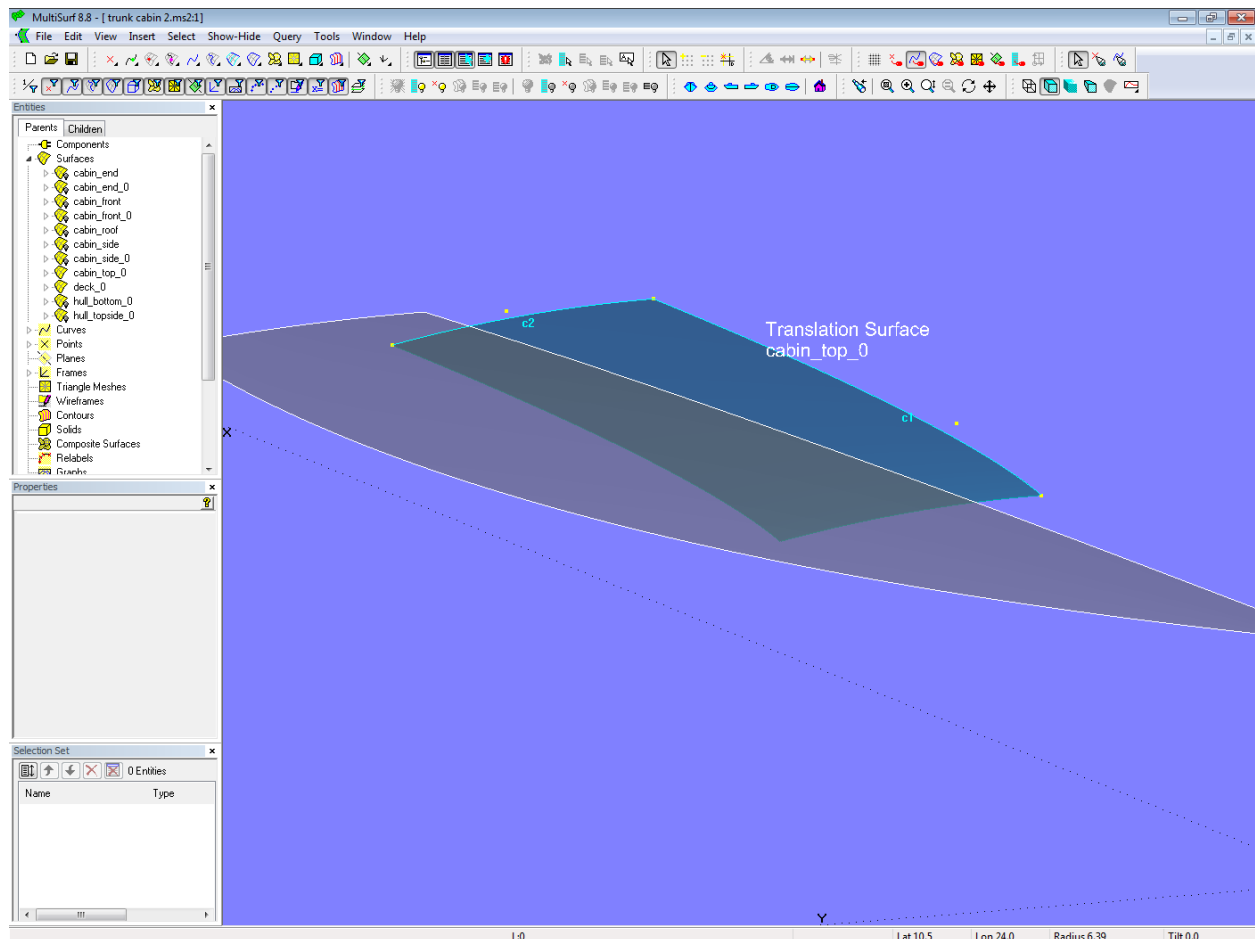 MultiSurf 8.8 - [ trunk cabin 2.ms2:1]
File Edit View Insert Select Show-Hide Query Tools Window Help
Entities
Parents Children
Components
Surfaces
cabin_end
cabin_end_0
cabin_front
cabin_front_0
cabin_roof
cabin_side
cabin_side_0
cabin_top_0
deck_0
hull_bottom_0
hull_topside_0
Curves
Points
Planes
Frames
Triangle Meshes
Wireframes
Contours
Solids
Composite Surfaces
Relabels
Graphs
Properties
Selection Set
0 Entities
Name Type
c2
Translation Surface
cabin_top_0
c1
X
Y
L:0 Lat 10.5 Lon 24.0 Radius 6.39 Tilt 0.0